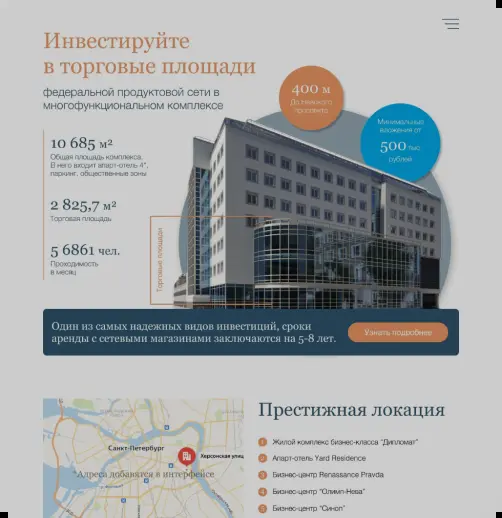 Инвестируйте
в торговые площади
федеральной продуктовой сети в
многофункциональном комплексе
400 м
До Невского
проспекта
Минимальные
вложения от
500 тыс.
рублей
10 685 м²
Общая площадь комплекса.
В него входит апарт-отель 4*,
паркинг, общественные зоны
2 825,7 м²
Торговая площадь
5 6861 чел.
Проходимость
в месяц
Торговые площади
Один из самых надежных видов инвестиций, сроки
аренды с сетевыми магазинами заключаются на 5-8 лет.
Узнать подробнее
Престижная локация
Санкт-Петербург
Херсонская улиц
*Адреса добавятся в интерфейсе
1 Жилой комплекс бизнес-класса "Дипломат"
2 Апарт-отель Yard Residence
3 Бизнес-центр Renassance Pravda
4 Бизнес-центр "Олимп-Нева"
5 Бизнес-центр "Синоп"